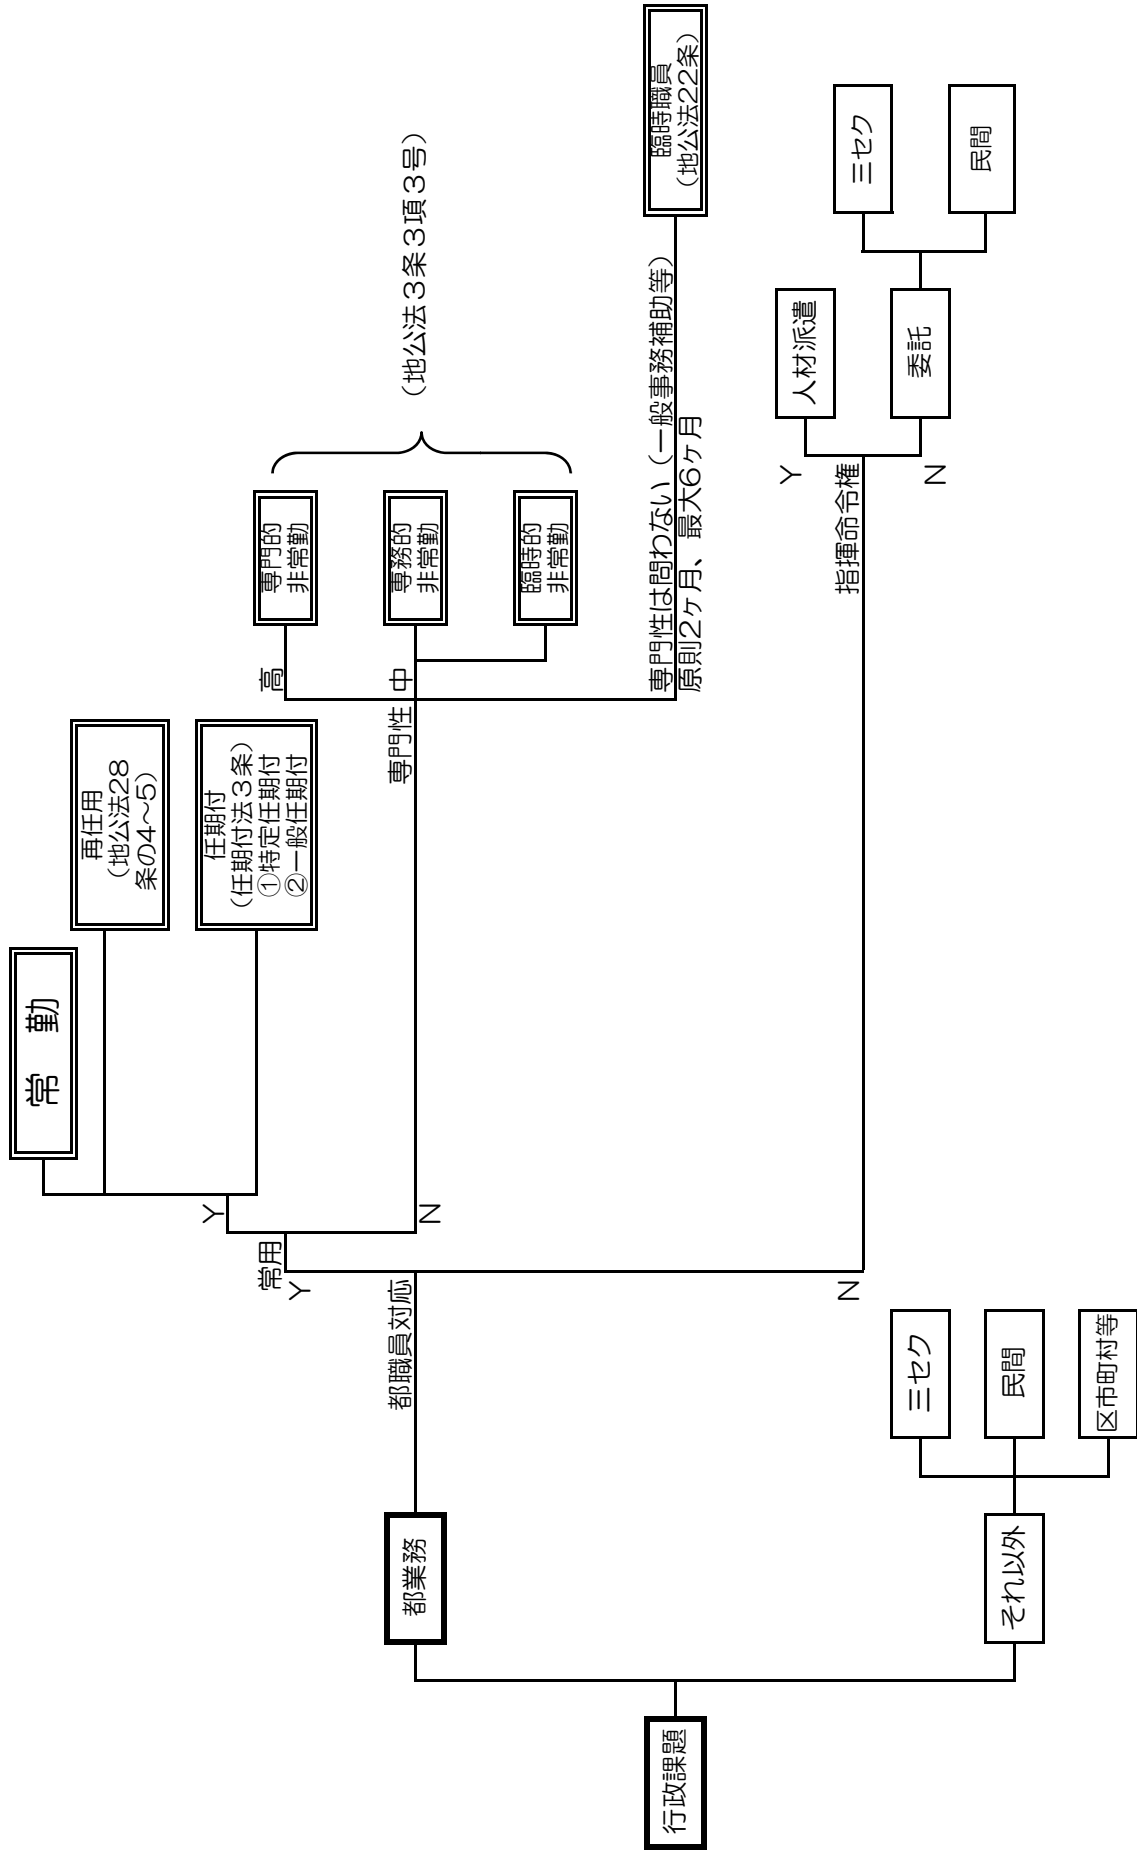 行政課題
都業務
それ以外
三セク
民間
区市町村等
都職員対応
Y
N
常用
Y
N
常　勤
再任用
（地公法28
条の4～5）
任期付
（任期付法3条）
①特定任期付
②一般任期付
専門性
高
中
専門的
非常勤
専務的
非常勤
臨時的
非常勤
（地公法3条3項3号）
専門性は問わない（一般事務補助等）
原則2ヶ月、最大6ヶ月
臨時職員
（地公法22条）
指揮命令権
Y
N
人材派遣
委託
三セク
民間